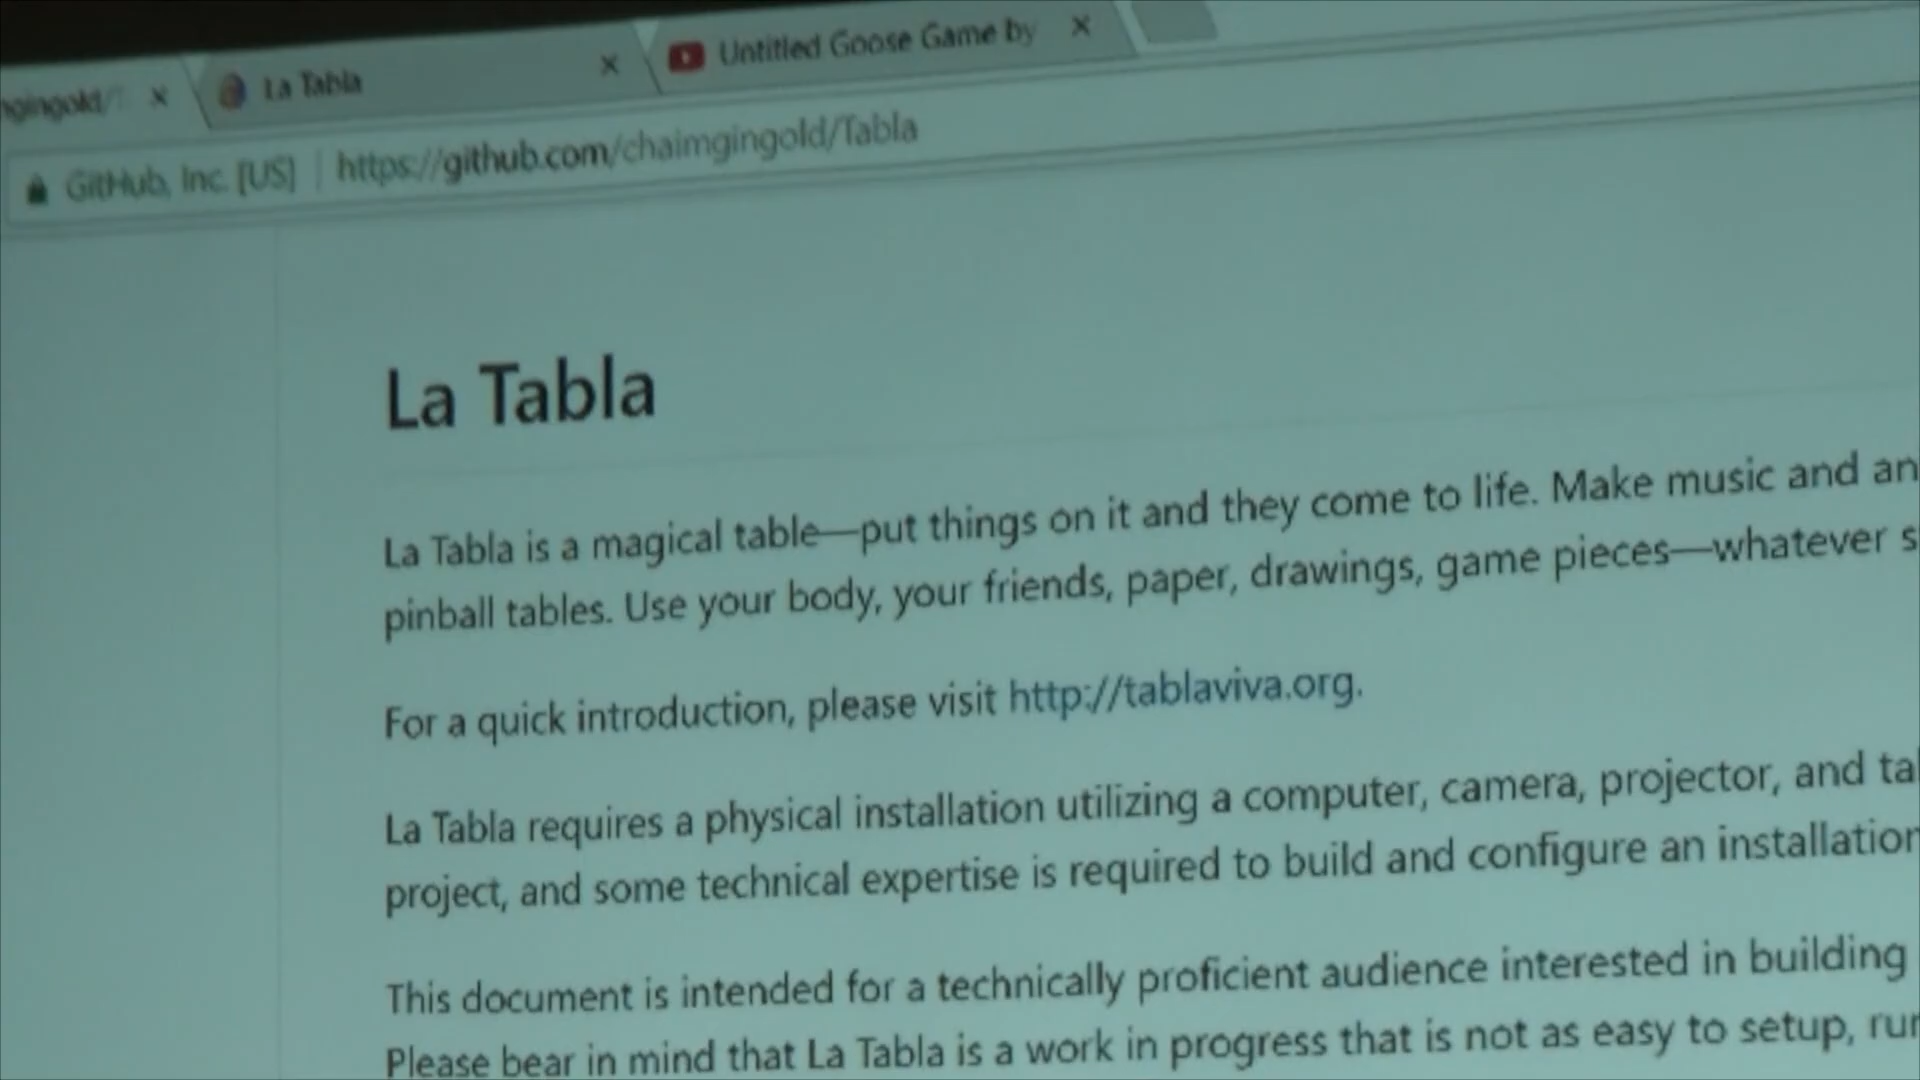 La Tabla
Untitled Goose Game by
GitHub, Inc. [US] | https://github.com/chaimgingold/Tabla
La Tabla
La Tabla is a magical table—put things on it and they come to life. Make music and an
pinball tables. Use your body, your friends, paper, drawings, game pieces—whatever s
For a quick introduction, please visit http://tablaviva.org.
La Tabla requires a physical installation utilizing a computer, camera, projector, and tab
project, and some technical expertise is required to build and configure an installation
This document is intended for a technically proficient audience interested in building
Please bear in mind that La Tabla is a work in progress that is not as easy to setup, run